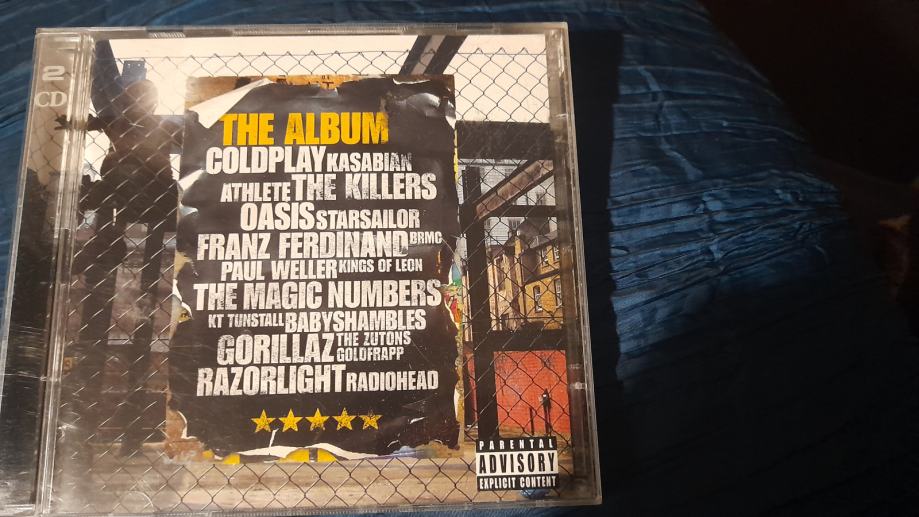 2
CD
THE ALBUM
COLDPLAY KASABIAN
ATHLETE THE KILLERS
OASIS STARSAILOR
FRANZ FERDINAND BRMC
PAUL WELLER KINGS OF LEON
THE MAGIC NUMBERS
KT TUNSTALL BABYSHAMBLES
GORILLAZ THE ZUTONS
GOLDFRAPP
RAZORLIGHT RADIOHEAD
PARENTAL
ADVISORY
EXPLICIT CONTENT